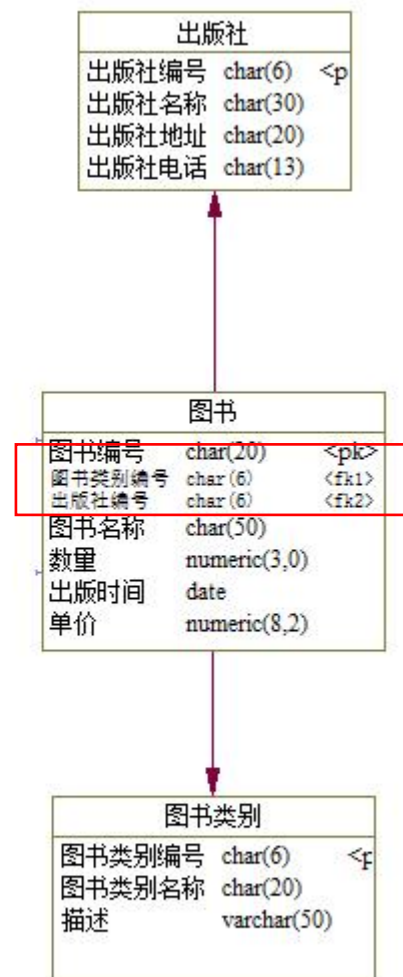 出版社
出版社编号 char(6) <p
出版社名称 char(30)
出版社地址 char(20)
出版社电话 char(13)
图书
图书编号 char(20) <pk>
图书类别编号 char(6) <fk1>
出版社编号 char(6) <fk2>
图书名称 char(50)
数量 numeric(3,0)
出版时间 date
单价 numeric(8,2)
图书类别
图书类别编号 char(6) <p
图书类别名称 char(20)
描述 varchar(50)